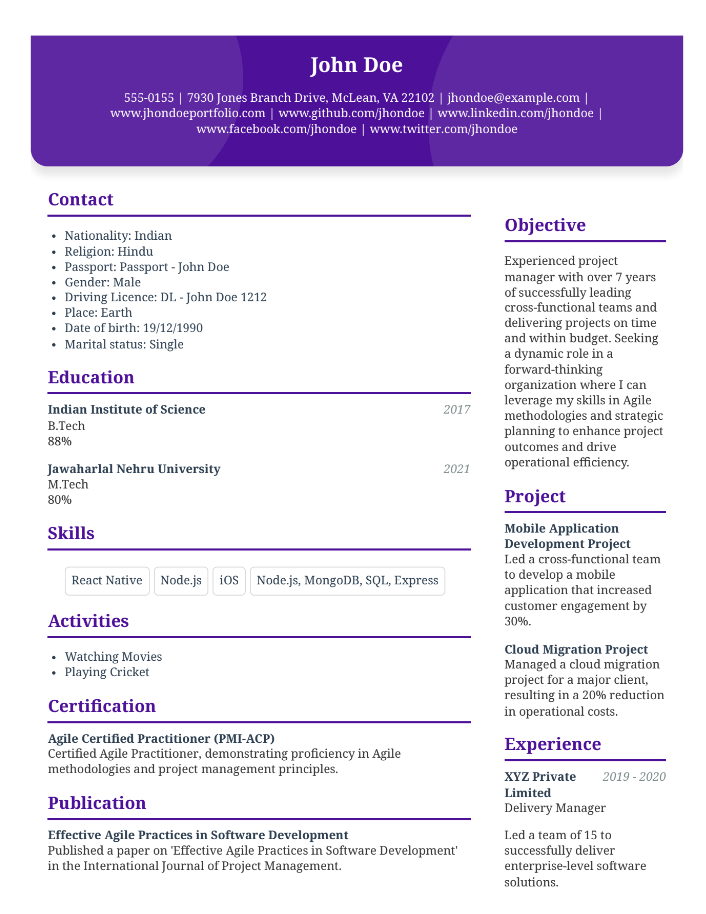 John Doe
555-0155 | 7930 Jones Branch Drive, McLean, VA 22102 | jhondoe@example.com |
www.jhondoeportfolio.com | www.github.com/jhondoe | www.linkedin.com/jhondoe |
www.facebook.com/jhondoe | www.twitter.com/jhondoe
Contact
• Nationality: Indian
• Religion: Hindu
• Passport: Passport - John Doe
• Gender: Male
• Driving Licence: DL - John Doe 1212
• Place: Earth
• Date of birth: 19/12/1990
• Marital status: Single
Education
Indian Institute of Science 2017
B.Tech
88%
Jawaharlal Nehru University 2021
M.Tech
80%
Skills
React Native Node.js iOS Node.js, MongoDB, SQL, Express
Activities
• Watching Movies
• Playing Cricket
Certification
Agile Certified Practitioner (PMI-ACP)
Certified Agile Practitioner, demonstrating proficiency in Agile
methodologies and project management principles.
Publication
Effective Agile Practices in Software Development
Published a paper on 'Effective Agile Practices in Software Development'
in the International Journal of Project Management.
Objective
Experienced project
manager with over 7 years
of successfully leading
cross-functional teams and
delivering projects on time
and within budget. Seeking
a dynamic role in a
forward-thinking
organization where I can
leverage my skills in Agile
methodologies and strategic
planning to enhance project
outcomes and drive
operational efficiency.
Project
Mobile Application
Development Project
Led a cross-functional team
to develop a mobile
application that increased
customer engagement by
30%.
Cloud Migration Project
Managed a cloud migration
project for a major client,
resulting in a 20% reduction
in operational costs.
Experience
XYZ Private 2019 - 2020
Limited
Delivery Manager
Led a team of 15 to
successfully deliver
enterprise-level software
solutions.